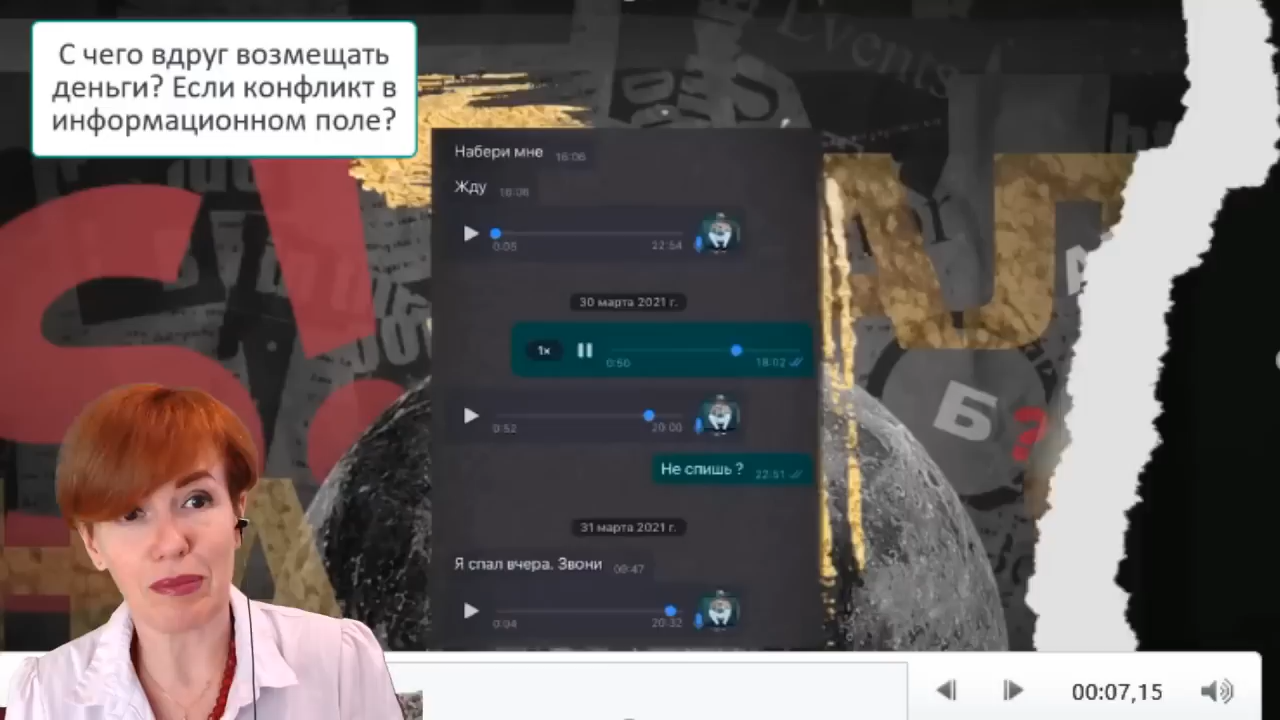 С чего вдруг возмещать
деньги? Если конфликт в
информационном поле?
Events
Набери мне 16:06
Жду 16:06
0:05 22:54
30 марта 2021 г.
1x 0:56 18:02
0:52 20:00
Б?
Не спишь ? 22:51
31 марта 2021 г.
Я спал вчера. Звони 09:47
0:04 20:32
00:07,15